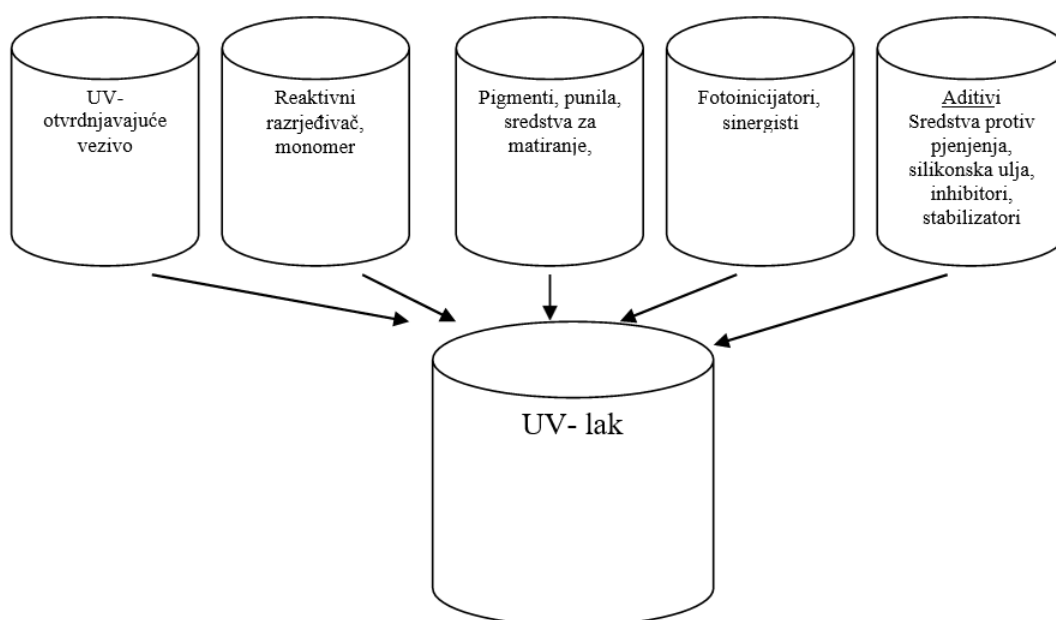 UV-
otvrdnjavajuće
vezivo
Reaktivni
razrjeđivač,
monomer
Pigmenti, punila,
sredstva za
matiranje,
Fotoinicijatori,
sinergisti
Aditivi
Sredstva protiv
pjenjenja,
silikonska ulja,
inhibitori,
stabilizatori
UV- lak